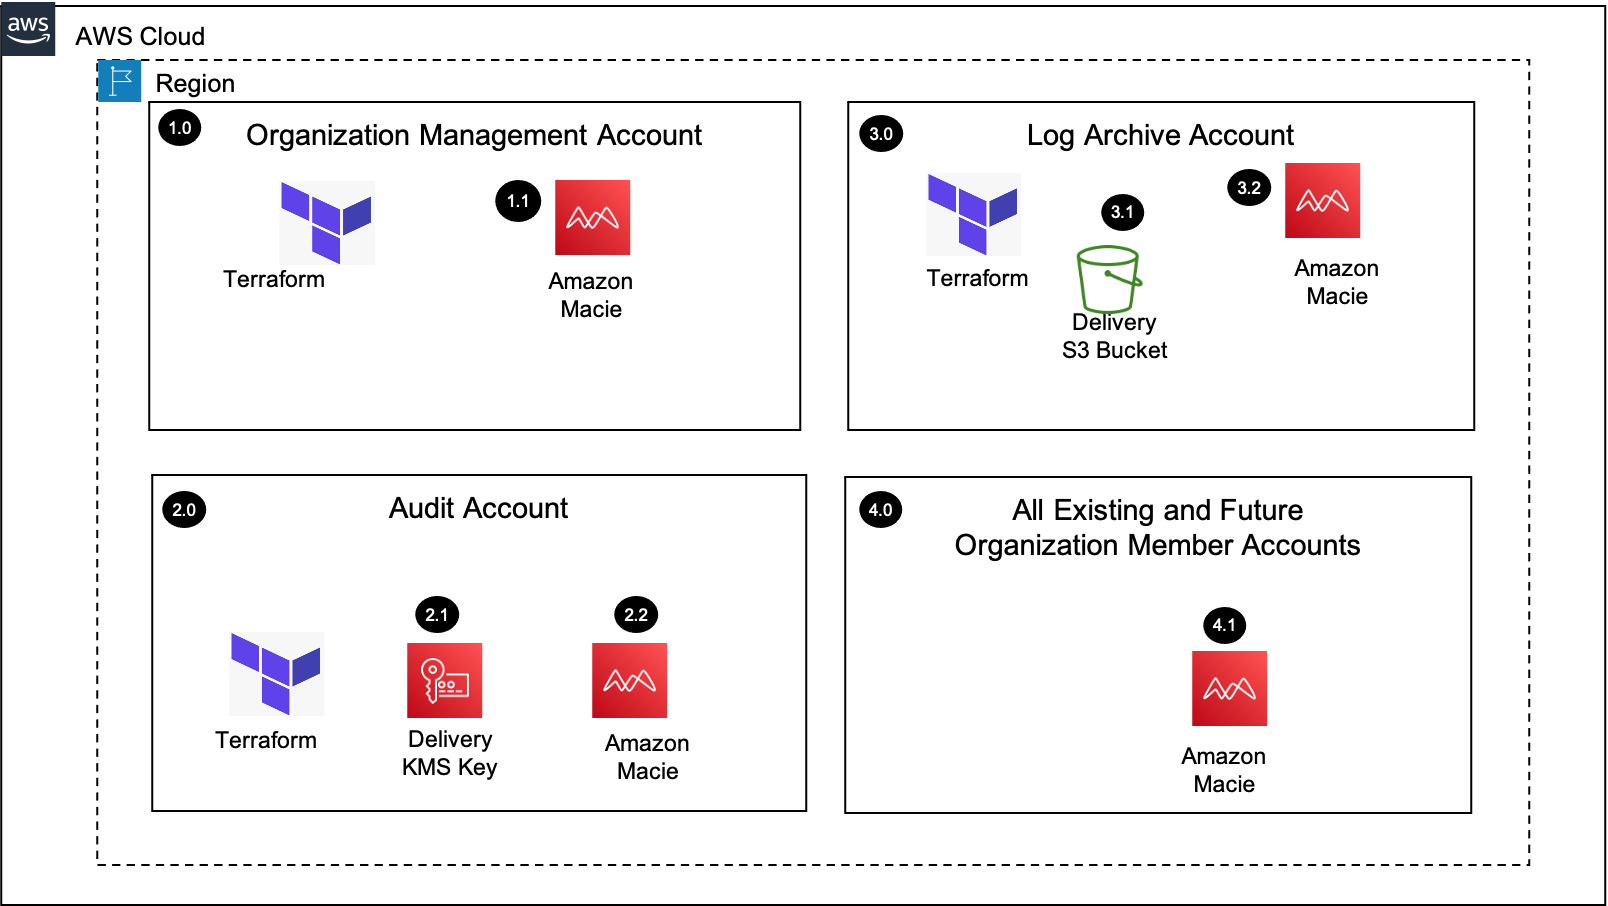 aws
AWS Cloud
Region
1.0
Organization Management Account
1.1
Terraform
Amazon
Macie
3.0
Log Archive Account
3.1
3.2
Terraform
Delivery
S3 Bucket
Amazon
Macie
2.0
Audit Account
2.1
2.2
Terraform
Delivery
KMS Key
Amazon
Macie
4.0
All Existing and Future
Organization Member Accounts
4.1
Amazon
Macie